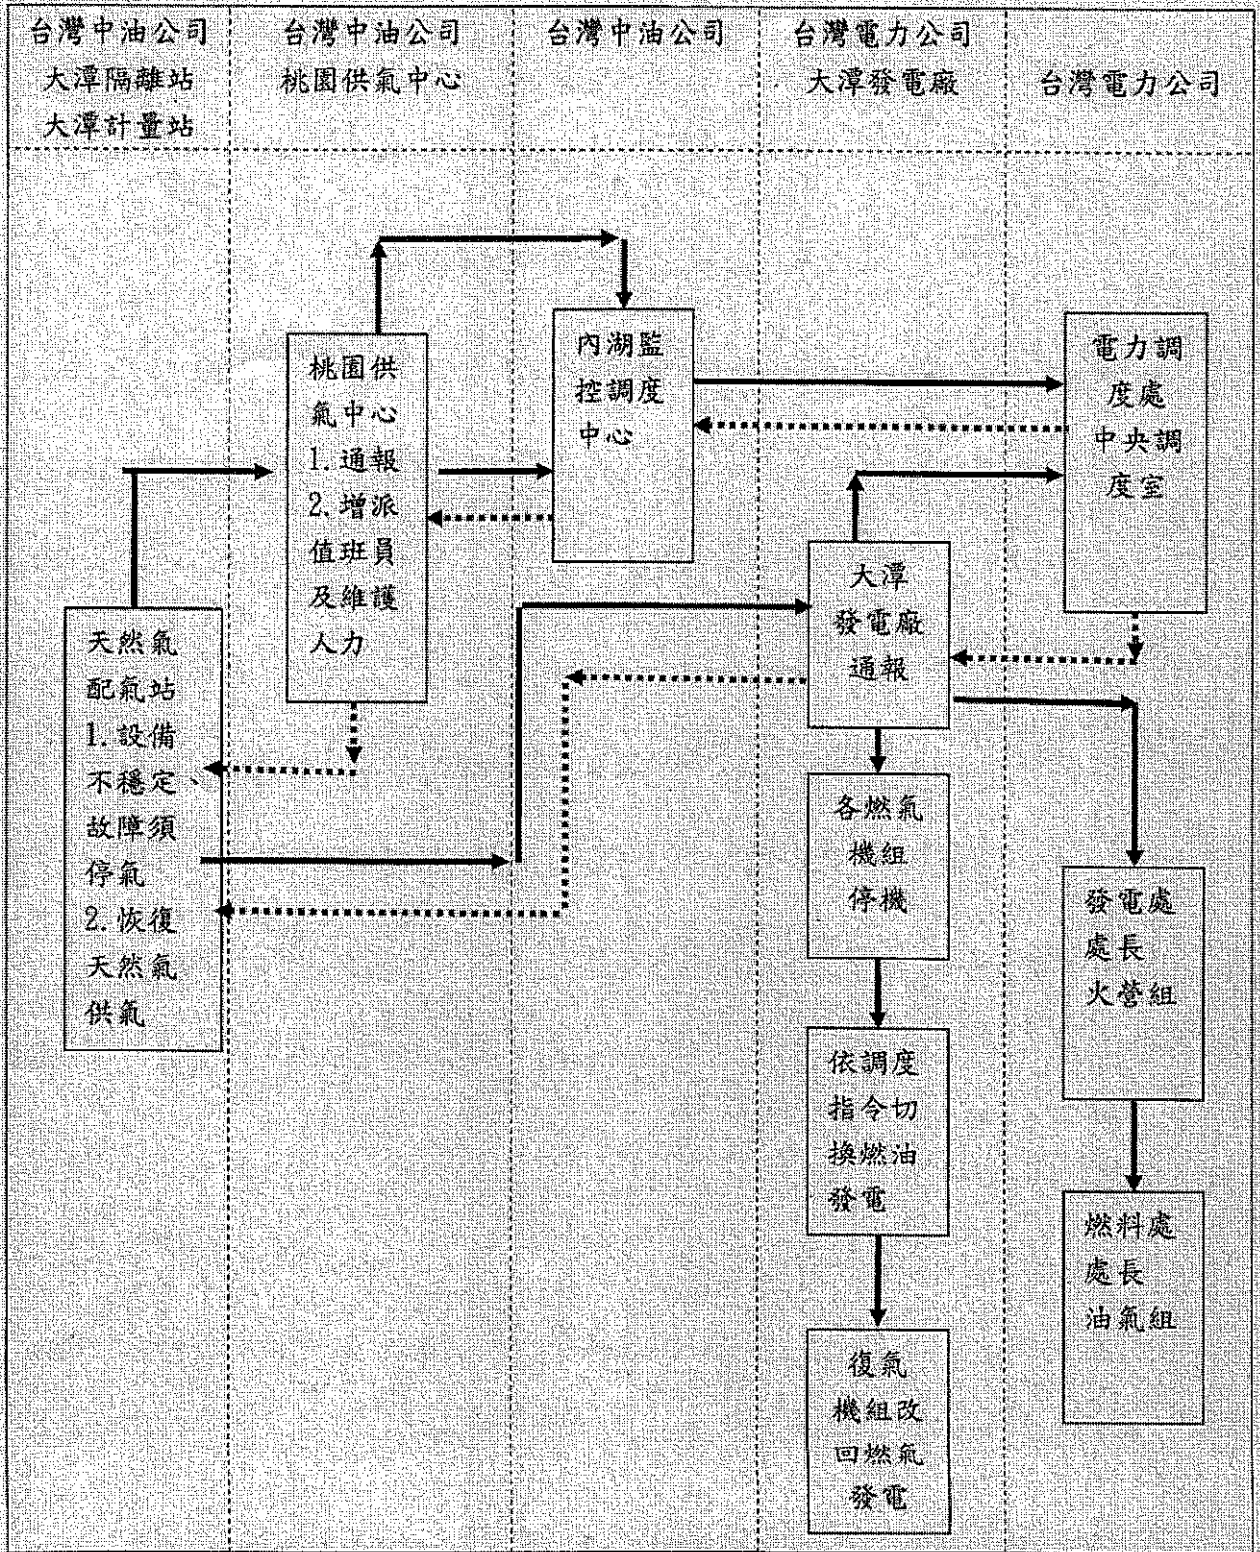 台灣中油公司
大潭隔離站
大潭計量站
台灣中油公司
桃園供氣中心
台灣中油公司
台灣電力公司
大潭發電廠
台灣電力公司
天然氣
配氣站
1.設備
不穩定、
故障須
停氣
2.恢復
天然氣
供氣
桃園供
氣中心
1.通報
2.增派
值班員
及維護
人力
內湖監
控調度
中心
大潭
發電廠
通報
各燃氣
機組
停機
依調度
指令切
換燃油
發電
復氣
機組改
回燃氣
發電
電力調
度處
中央調
度室
發電處
處長
火營組
燃料處
處長
油氣組